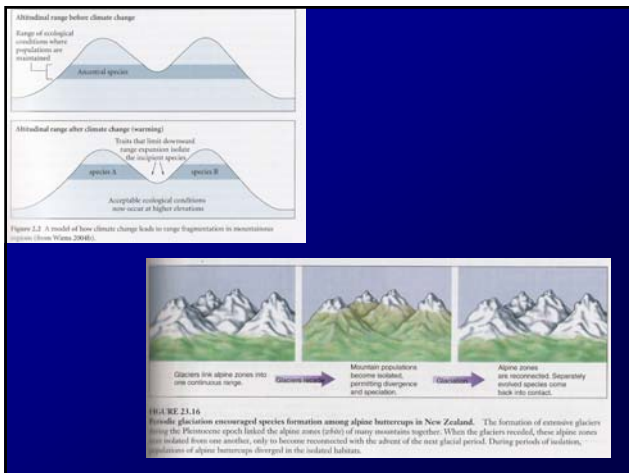 Altitudinal range before climate change
Range of ecological
conditions where
populations are
maintained
Ancestral species
Altitudinal range after climate change (warming)
Traits that limit downward
range expansion isolate
the incipient species
species A
species B
Acceptable ecological conditions
now occur at higher elevations
Figure 2.2 A model of how climate change leads to range fragmentation in mountainous
regions (from Wiens 2004b).
Glaciers link alpine zones into
one continuous range.
Glaciers recede
Mountain populations
become isolated,
permitting divergence
and speciation.
Glaciation
Alpine zones
are reconnected. Separately
evolved species come
back into contact.
FIGURE 23.16
Periodic glaciation encouraged species formation among alpine buttercups in New Zealand. The formation of extensive glaciers
during the Pleistocene epoch linked the alpine zones (white) of many mountains together. When the glaciers receded, these alpine zones
were isolated from one another, only to become reconnected with the advent of the next glacial period. During periods of isolation,
populations of alpine buttercups diverged in the isolated habitats.